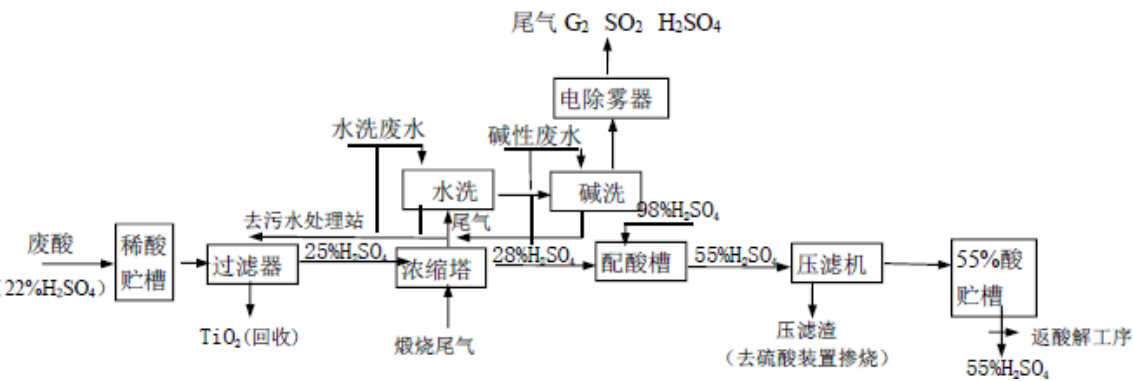 尾气 G₂ SO₂ H₂SO₄
电除雾器
水洗废水
碱性废水
水洗
碱洗
去污水处理站
尾气
98%H₂SO₄
废酸
(22%H₂SO₄)
稀酸
贮槽
过滤器
25%H₂SO₄
浓缩塔
28%H₂SO₄
配酸槽
55%H₂SO₄
压滤机
55%酸
贮槽
TiO₂(回收)
煅烧尾气
压滤渣
(去硫酸装置掺烧)
返酸解工序
55%H₂SO₄